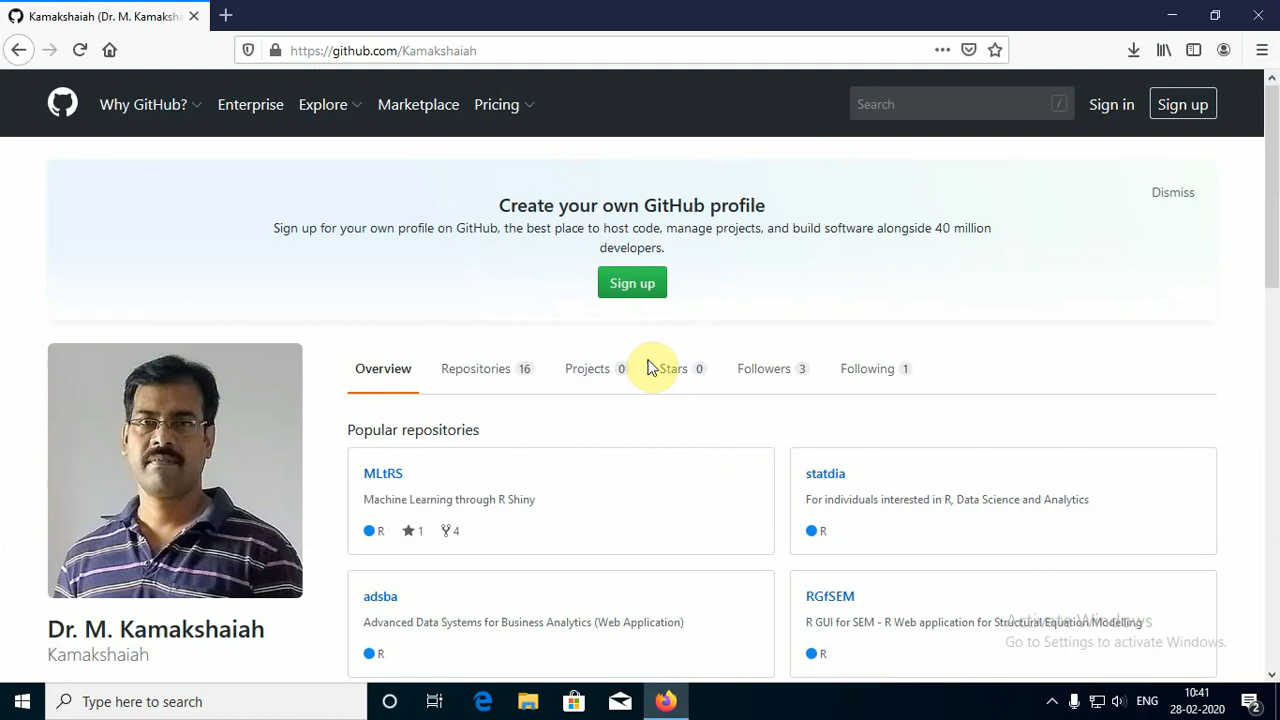 Kamakshaiah (Dr. M. Kamaksha
https://github.com/Kamakshaiah
Why GitHub? Enterprise Explore Marketplace Pricing Search / Sign in Sign up
Dismiss
Create your own GitHub profile
Sign up for your own profile on GitHub, the best place to host code, manage projects, and build software alongside 40 million
developers.
Sign up
Overview Repositories 16 Projects 0 Stars 0 Followers 3 Following 1
Popular repositories
MLtRS
Machine Learning through R Shiny
R 1 4
statdia
For individuals interested in R, Data Science and Analytics
R
adsba
Advanced Data Systems for Business Analytics (Web Application)
R
RGfSEM
R GUI for SEM - R Web application for Structural Equation Modelling
R
Dr. M. Kamakshaiah
Kamakshaiah
Activate Windows
Go to Settings to activate Windows.
Type here to search
ENG
10:41
28-02-2020
2